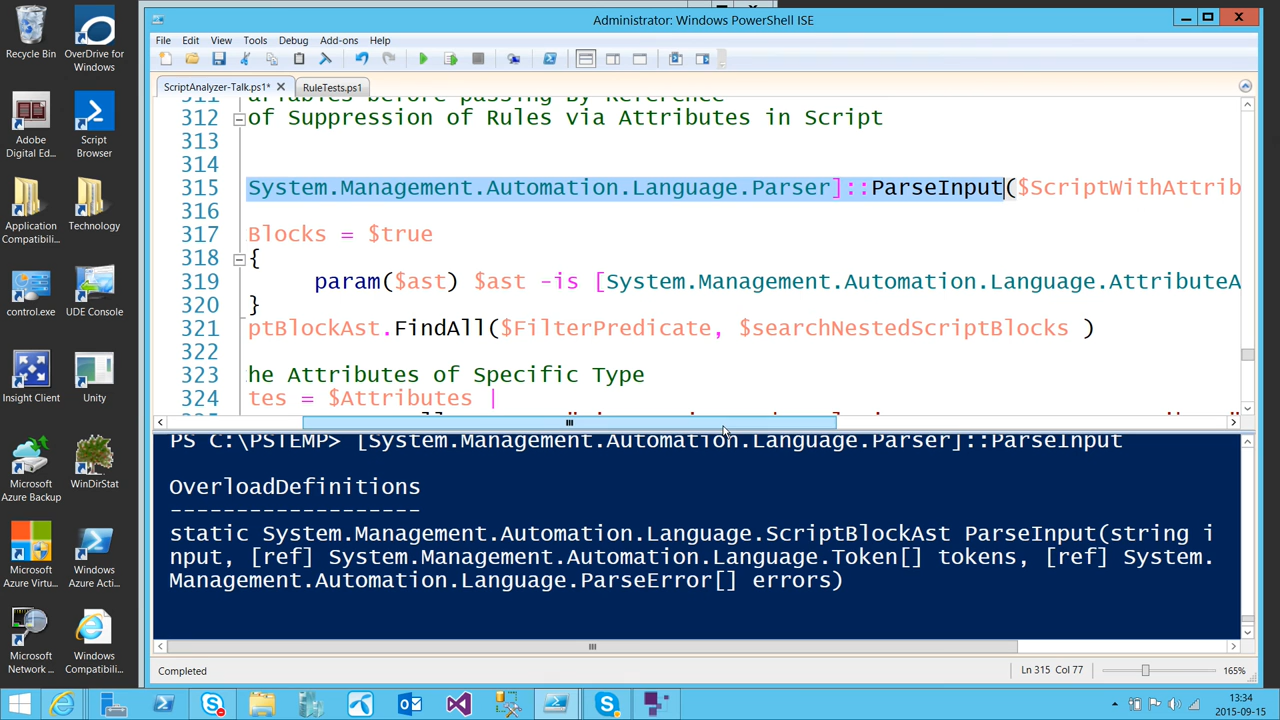 Administrator: Windows PowerShell ISE
File Edit View Tools Debug Add-ons Help
ScriptAnalyzer-Talk.ps1* RuleTests.ps1
312 of Suppression of Rules via Attributes in Script
313
314
315 System.Management.Automation.Language.Parser]::ParseInput($ScriptWithAttrib
316
317 Blocks = $true
318 {
319 param($ast) $ast -is [System.Management.Automation.Language.AttributeA
320 }
321 ptBlockAst.FindAll($FilterPredicate, $searchNestedScriptBlocks )
322
323 he Attributes of Specific Type
324 tes = $Attributes |
PS C:\PSTEMP> [System.Management.Automation.Language.Parser]::ParseInput
OverloadDefinitions
-------------------
static System.Management.Automation.Language.ScriptBlockAst ParseInput(string i
nput, [ref] System.Management.Automation.Language.Token[] tokens, [ref] System.
Management.Automation.Language.ParseError[] errors)
Completed
Ln 315 Col 77
165%
Recycle Bin
OverDrive for
Windows
Adobe
Digital Ed...
Script
Browser
Application
Compatibili...
Technology
control.exe
UDE Console
Insight Client
Unity
Microsoft
Azure Backup
WinDirStat
Microsoft
Azure Virtu...
Windows
Azure Acti...
Microsoft
Network ...
Windows
Compatibili...
13:34
2015-09-15